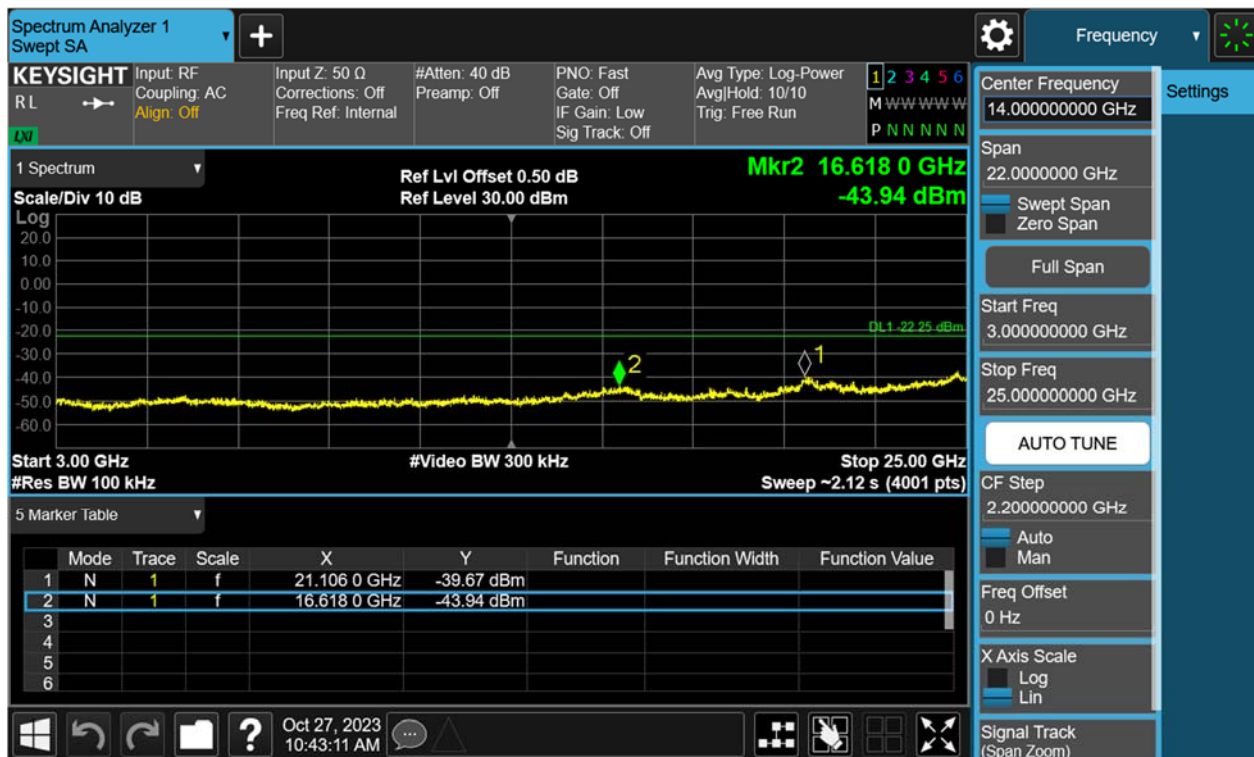 Spectrum Analyzer 1
Swept SA
Frequency
KEYSIGHT
RL
LXI
Input: RF
Coupling: AC
Align: Off
Input Z: 50 Ω
Corrections: Off
Freq Ref: Internal
#Atten: 40 dB
Preamp: Off
PNO: Fast
Gate: Off
IF Gain: Low
Sig Track: Off
Avg Type: Log-Power
Avg|Hold: 10/10
Trig: Free Run
1 2 3 4 5 6
M W W W W W
P N N N N N
Center Frequency
14.000000000 GHz
Settings
1 Spectrum
Scale/Div 10 dB
Ref Lvl Offset 0.50 dB
Ref Level 30.00 dBm
Mkr2 16.618 0 GHz
-43.94 dBm
Log
20.0
10.0
0.00
-10.0
-20.0
-30.0
-40.0
-50.0
-60.0
DL1 -22.25 dBm
2
1
Start 3.00 GHz
#Video BW 300 kHz
Stop 25.00 GHz
#Res BW 100 kHz
Sweep ~2.12 s (4001 pts)
Span
22.0000000 GHz
Swept Span
Zero Span
Full Span
Start Freq
3.000000000 GHz
Stop Freq
25.000000000 GHz
AUTO TUNE
CF Step
2.200000000 GHz
Auto
Man
Freq Offset
0 Hz
X Axis Scale
Log
Lin
Signal Track
(Span Zoom)
5 Marker Table
Mode Trace Scale X Y Function Function Width Function Value
1 N 1 f 21.106 0 GHz -39.67 dBm
2 N 1 f 16.618 0 GHz -43.94 dBm
3
4
5
6
?
Oct 27, 2023
10:43:11 AM